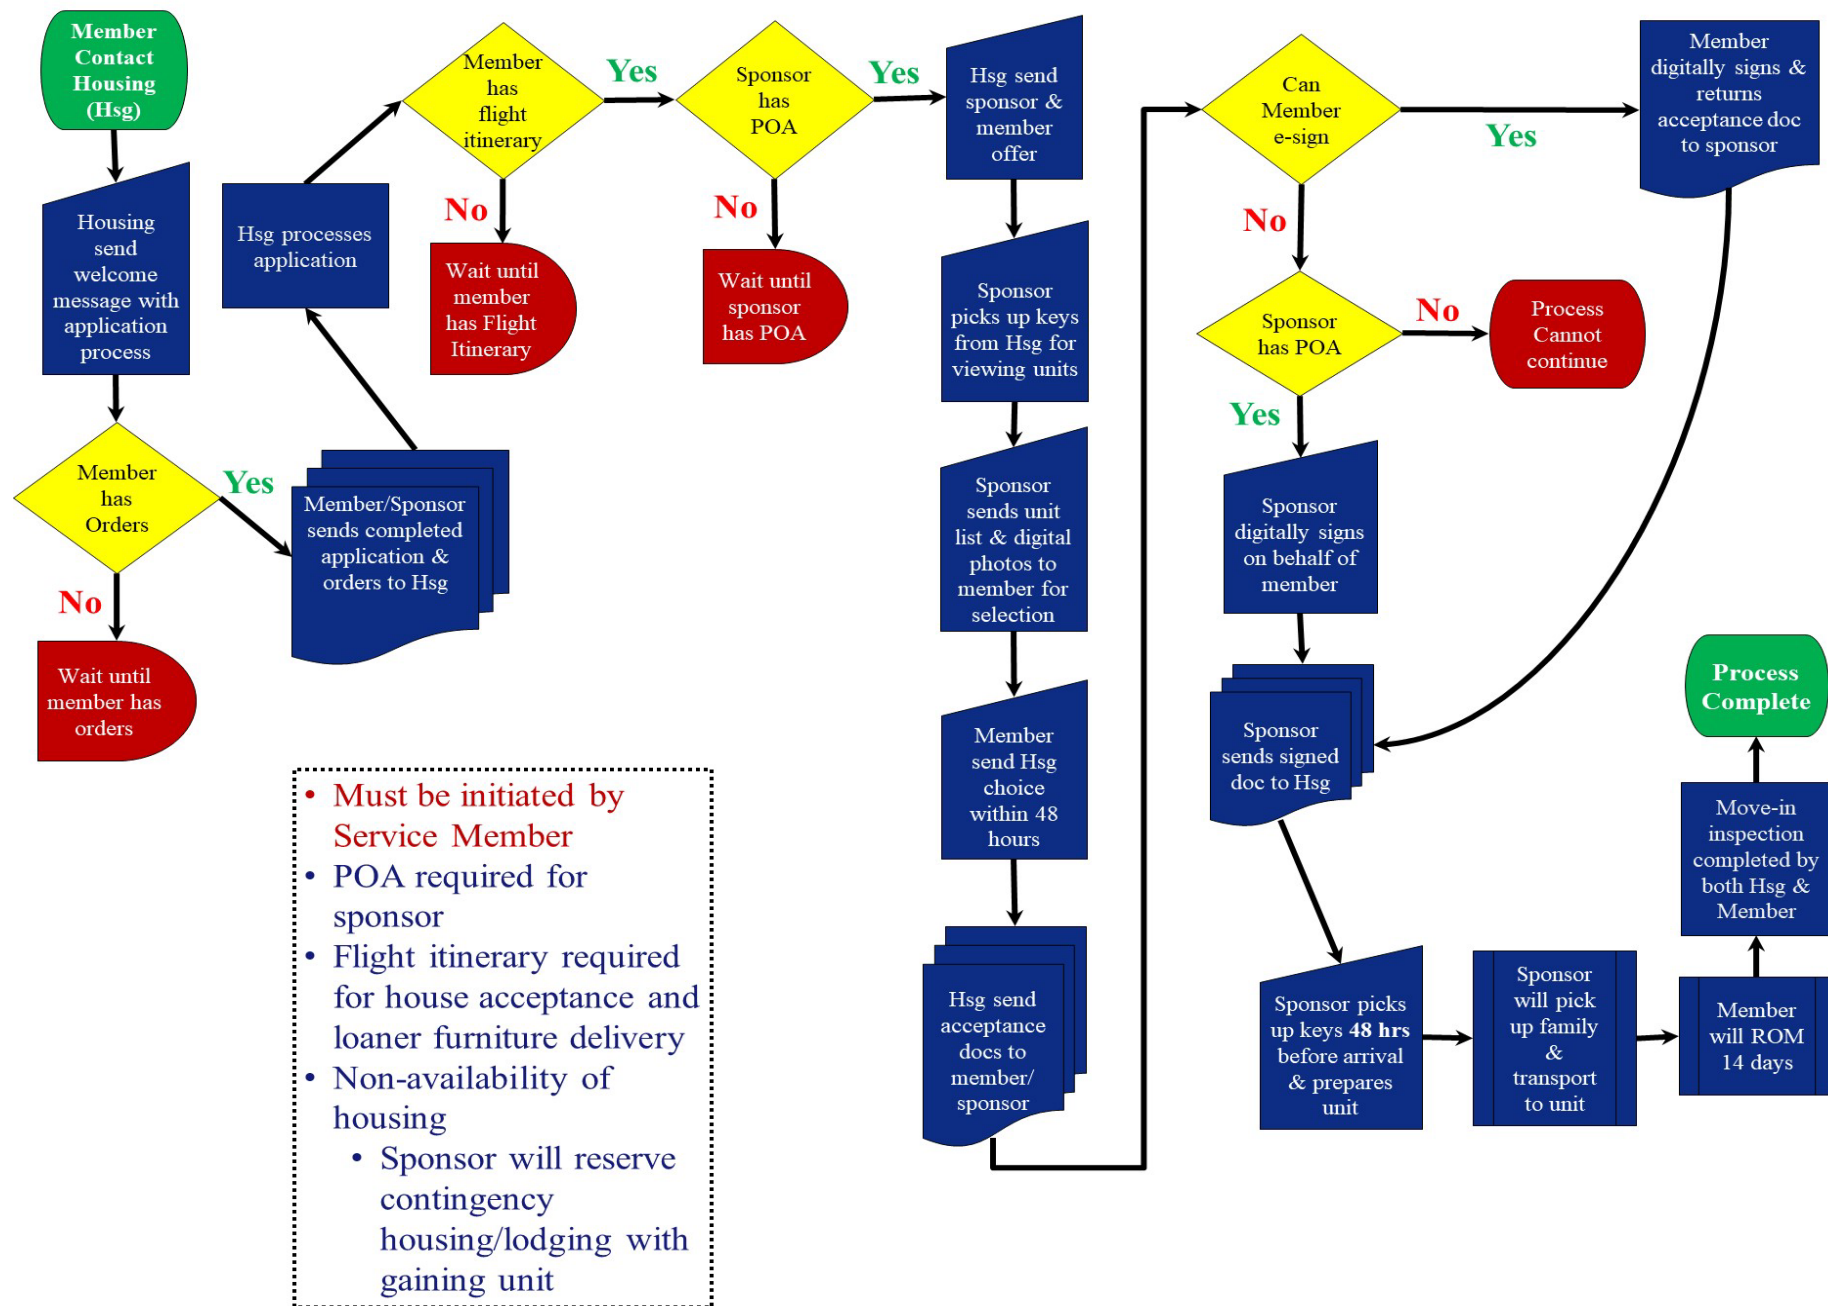 Member
Contact
Housing
(Hsg)
Housing
send
welcome
message with
application
process
Member
has
Orders
Yes
No
Wait until
member has
orders
Member/Sponsor
sends completed
application &
orders to Hsg
Hsg processes
application
Member
has
flight
itinerary
Yes
No
Wait until
member
has Flight
Itinerary
Sponsor
has
POA
Yes
No
Wait until
sponsor
has POA
Hsg send
sponsor &
member
offer
Sponsor
picks up keys
from Hsg for
viewing units
Sponsor
sends unit
list & digital
photos to
member for
selection
Member
send Hsg
choice
within 48
hours
Hsg send
acceptance
docs to
member/
sponsor
Can
Member
e-sign
Yes
No
Member
digitally signs &
returns
acceptance doc
to sponsor
Sponsor
has POA
No
Process
Cannot
continue
Yes
Sponsor
digitally signs
on behalf of
member
Sponsor
sends signed
doc to Hsg
Sponsor picks
up keys 48 hrs
before arrival
& prepares
unit
Sponsor
will pick
up family
&
transport
to unit
Member
will ROM
14 days
Move-in
inspection
completed by
both Hsg &
Member
Process
Complete
• Must be initiated by
Service Member
• POA required for
sponsor
• Flight itinerary required
for house acceptance and
loaner furniture delivery
• Non-availability of
housing
• Sponsor will reserve
contingency
housing/lodging with
gaining unit